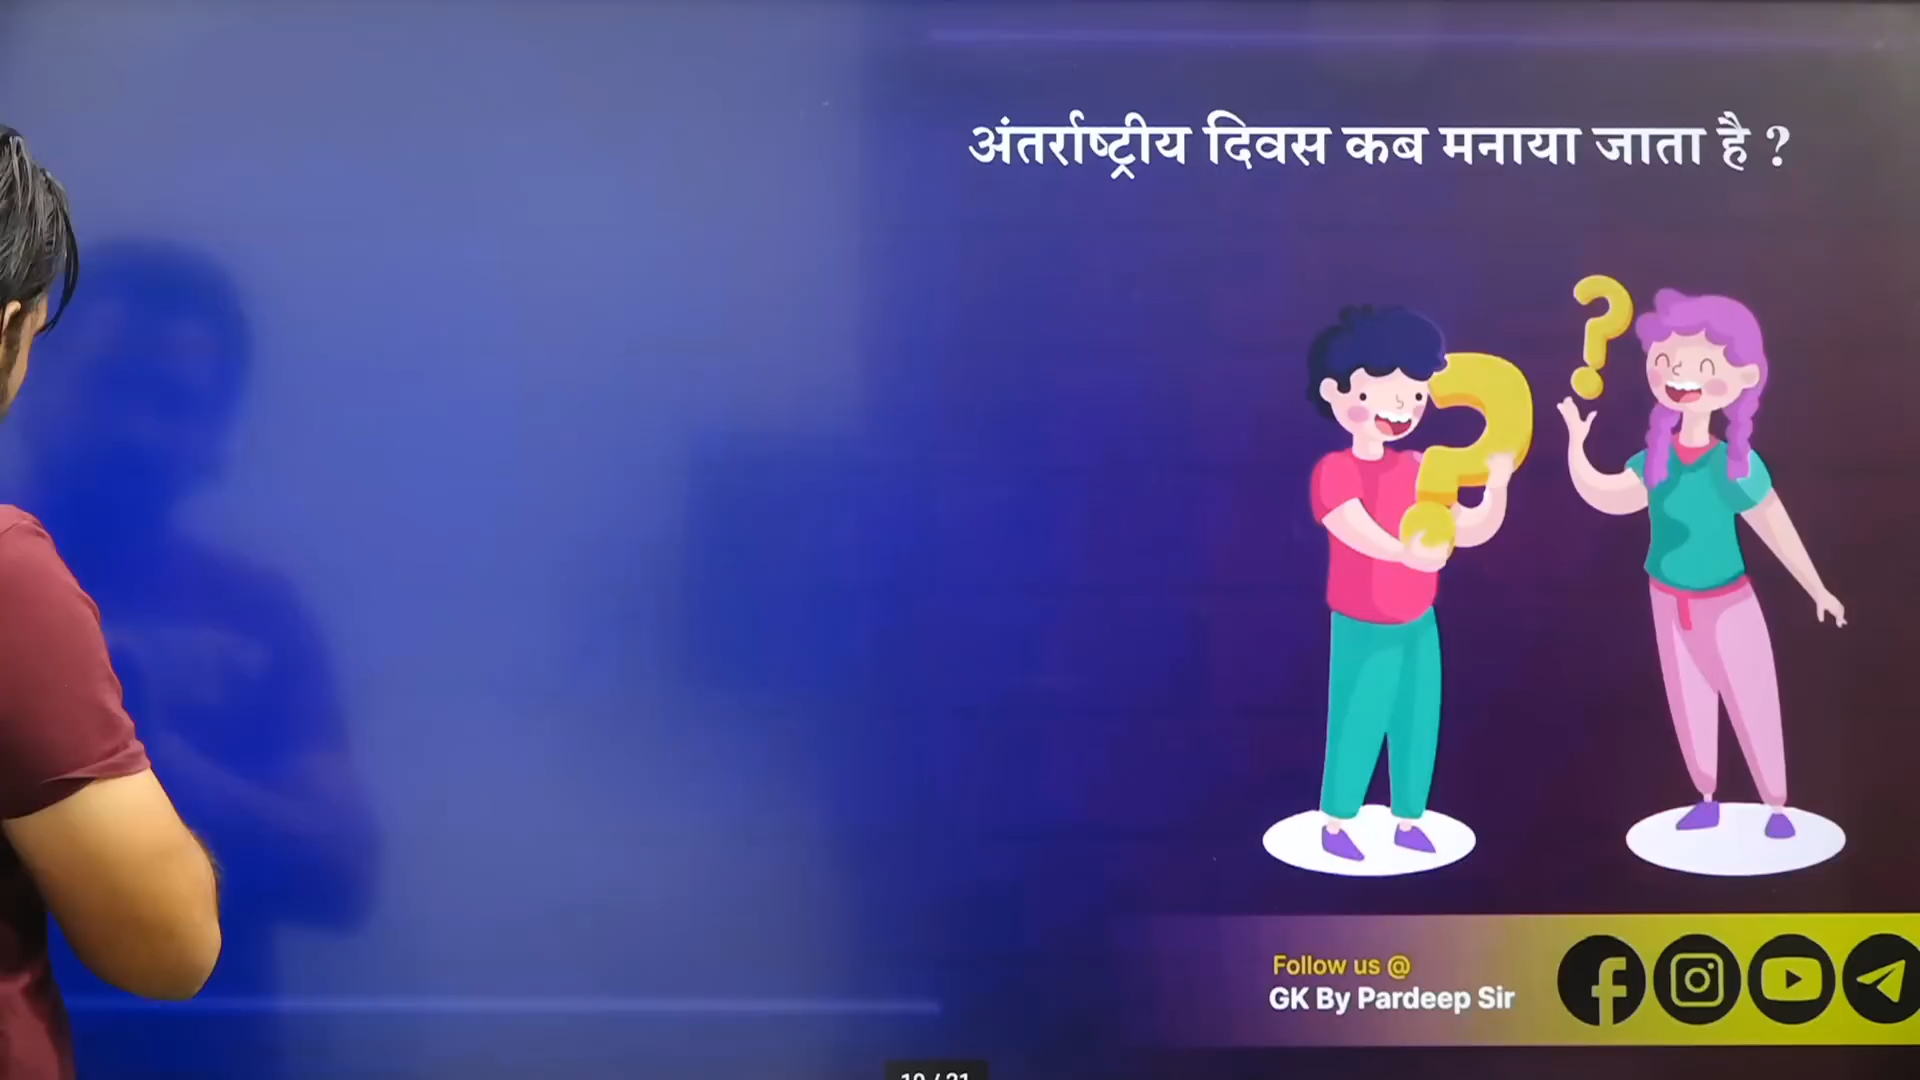 अंतर्राष्ट्रीय दिवस कब मनाया जाता है ?
Follow us @
GK By Pardeep Sir